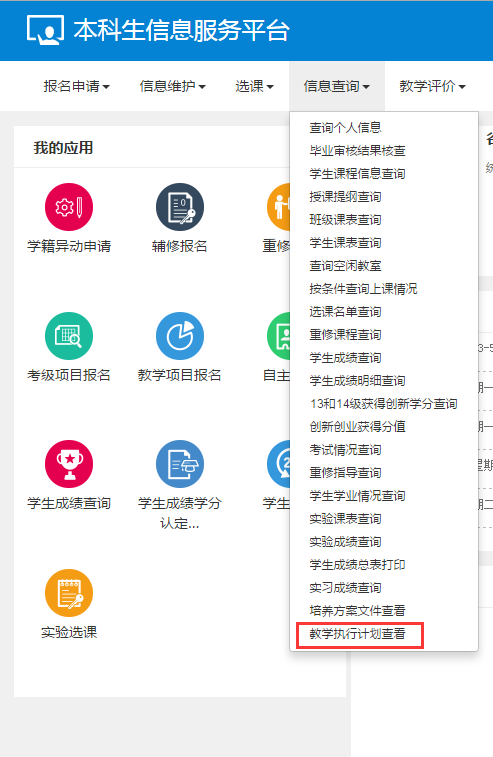 本科生信息服务平台
报名申请 信息维护 选课 信息查询 教学评价
我的应用
学籍异动申请 辅修报名 重修
考级项目报名 教学项目报名 自主
学生成绩查询 学生成绩学分 学生
认定...
实验选课
查询个人信息
毕业审核结果核查
学生课程信息查询
授课提纲查询
班级课表查询
学生课表查询
查询空闲教室
按条件查询上课情况
选课名单查询
重修课程查询
学生成绩查询
学生成绩明细查询
13和14级获得创新学分查询
创新创业获得分值
考试情况查询
重修指导查询
学生学业情况查询
实验课表查询
实验成绩查询
学生成绩总表打印
实习成绩查询
培养方案文件查看
教学执行计划查看
3-5
期一
期一
星期
期二